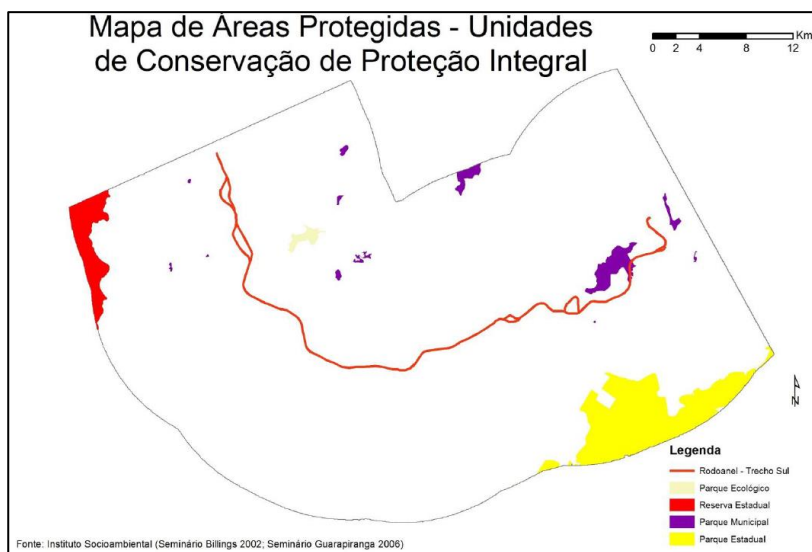 Mapa de Áreas Protegidas - Unidades
de Conservação de Proteção Integral
Km
0 2 4 8 12
N
Legenda
Rodoanel - Trecho Sul
Parque Ecológico
Reserva Estadual
Parque Municipal
Parque Estadual
Fonte: Instituto Socioambiental (Seminário Billings 2002; Seminário Guarapiranga 2006)